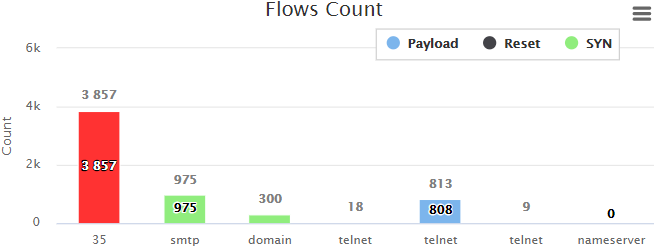 Flows Count
Payload Reset SYN
6k
4k
2k
0
Count
3 857
3 857
975
975
300
18
813
808
9
0
35 smtp domain telnet telnet telnet nameserver